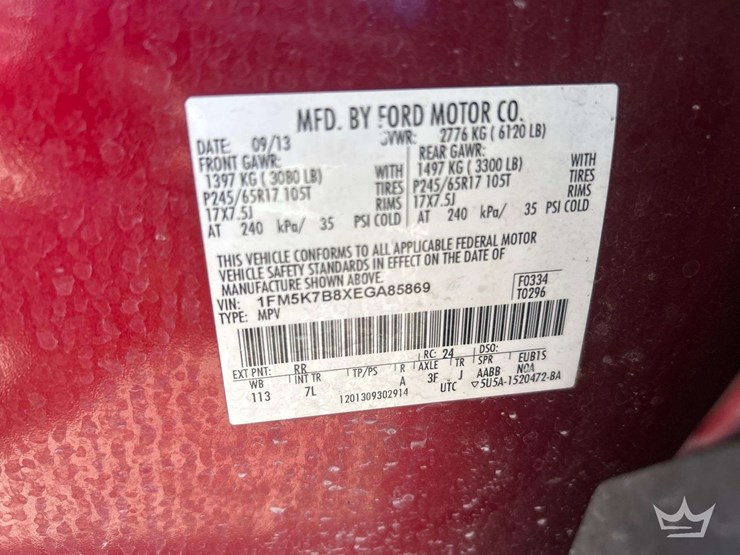 MFD. BY FORD MOTOR CO.
DATE: 09/13 GVWR: 2776 KG ( 6120 LB)
FRONT GAWR: REAR GAWR:
1397 KG ( 3080 LB) WITH 1497 KG ( 3300 LB) WITH
P245/65R17 105T TIRES P245/65R17 105T TIRES
17X7.5J RIMS 17X7.5J RIMS
AT 240 kPa/ 35 PSI COLD AT 240 kPa/ 35 PSI COLD
THIS VEHICLE CONFORMS TO ALL APPLICABLE FEDERAL MOTOR
VEHICLE SAFETY STANDARDS IN EFFECT ON THE DATE OF
MANUFACTURE SHOWN ABOVE.
VIN: 1FM5K7B8XEGA85869 F0334
TYPE: MPV T0296
EXT PNT: RR RC: 24 DSO:
WB INT TR TP/PS R AXLE TR SPR EUB1S
113 7L A 3F J AABB NOA
1201309302914 UTC ▽5U5A-1520472-BA